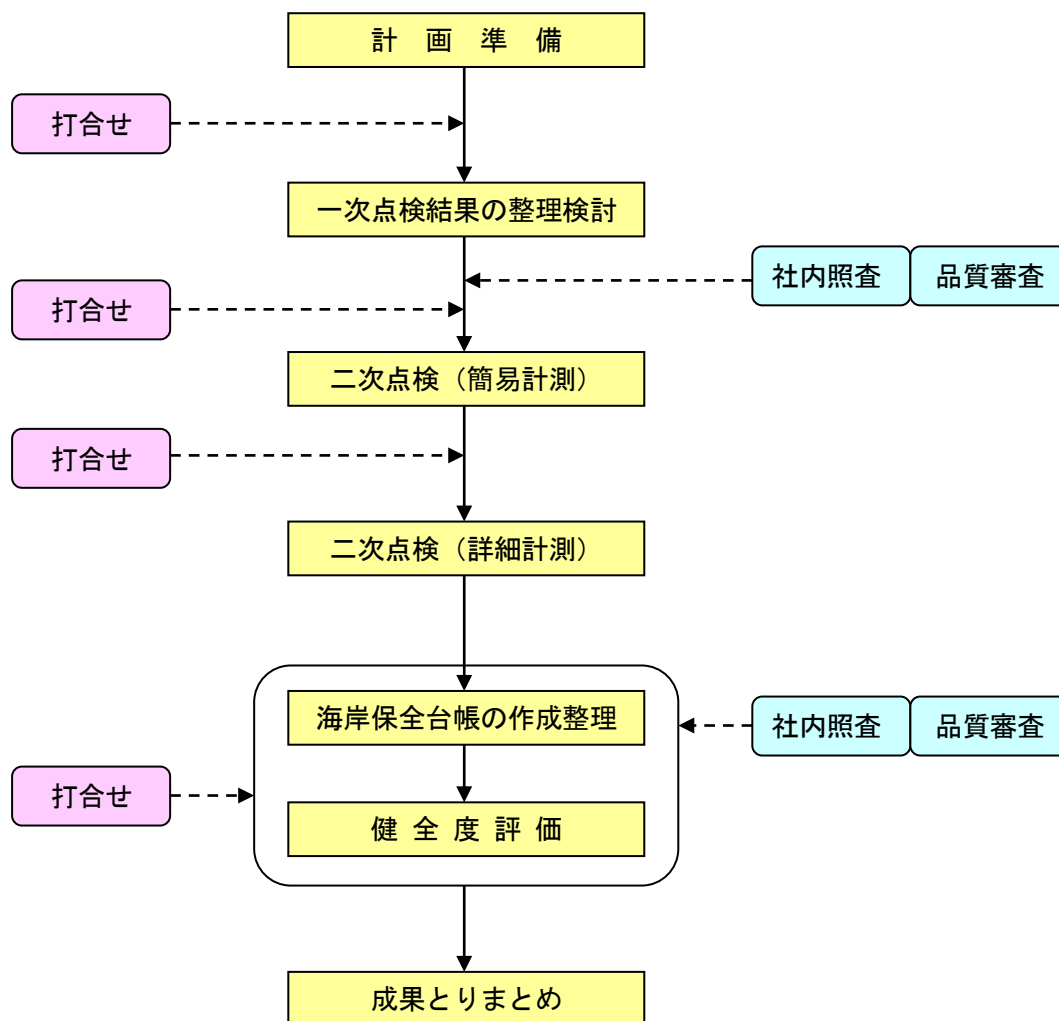 計 画 準 備
打合せ
一次点検結果の整理検討
社内照査
品質審査
打合せ
二次点検（簡易計測）
打合せ
二次点検（詳細計測）
海岸保全台帳の作成整理
社内照査
品質審査
打合せ
健 全 度 評 価
成果とりまとめ